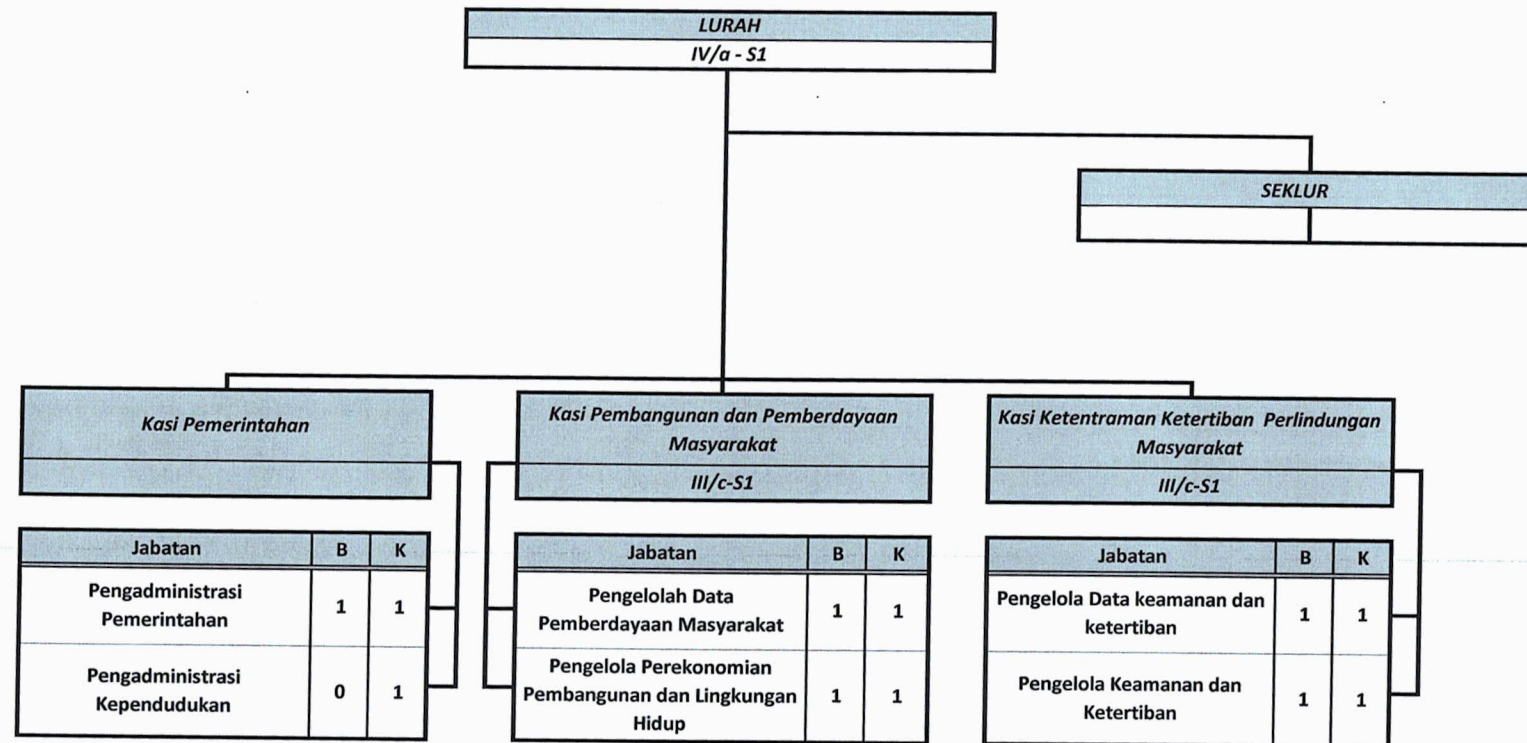 LURAH
IV/a - S1
SEKLUR
Kasi Pemerintahan
Jabatan B K
Pengadministrasi
Pemerintahan
1 1
Pengadministrasi
Kependudukan
0 1
Kasi Pembangunan dan Pemberdayaan
Masyarakat
III/c-S1
Jabatan B K
Pengelolah Data
Pemberdayaan Masyarakat
1 1
Pengelola Perekonomian
Pembangunan dan Lingkungan
Hidup
1 1
Kasi Ketentraman Ketertiban Perlindungan
Masyarakat
III/c-S1
Jabatan B K
Pengelola Data keamanan dan
ketertiban
1 1
Pengelola Keamanan dan
Ketertiban
1 1